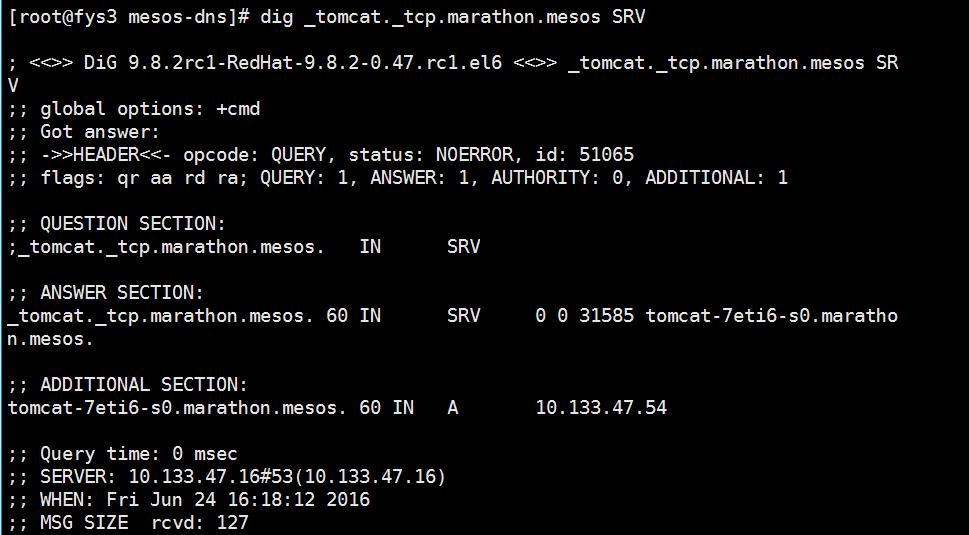 [root@fys3 mesos-dns]# dig _tomcat._tcp.marathon.mesos SRV
; <<>> DiG 9.8.2rc1-RedHat-9.8.2-0.47.rc1.el6 <<>> _tomcat._tcp.marathon.mesos SR
V
;; global options: +cmd
;; Got answer:
;; ->>HEADER<<- opcode: QUERY, status: NOERROR, id: 51065
;; flags: qr aa rd ra; QUERY: 1, ANSWER: 1, AUTHORITY: 0, ADDITIONAL: 1
;; QUESTION SECTION:
;_tomcat._tcp.marathon.mesos.   IN      SRV
;; ANSWER SECTION:
_tomcat._tcp.marathon.mesos. 60 IN      SRV     0 0 31585 tomcat-7eti6-s0.maratho
n.mesos.
;; ADDITIONAL SECTION:
tomcat-7eti6-s0.marathon.mesos. 60 IN   A       10.133.47.54
;; Query time: 0 msec
;; SERVER: 10.133.47.16#53(10.133.47.16)
;; WHEN: Fri Jun 24 16:18:12 2016
;; MSG SIZE  rcvd: 127